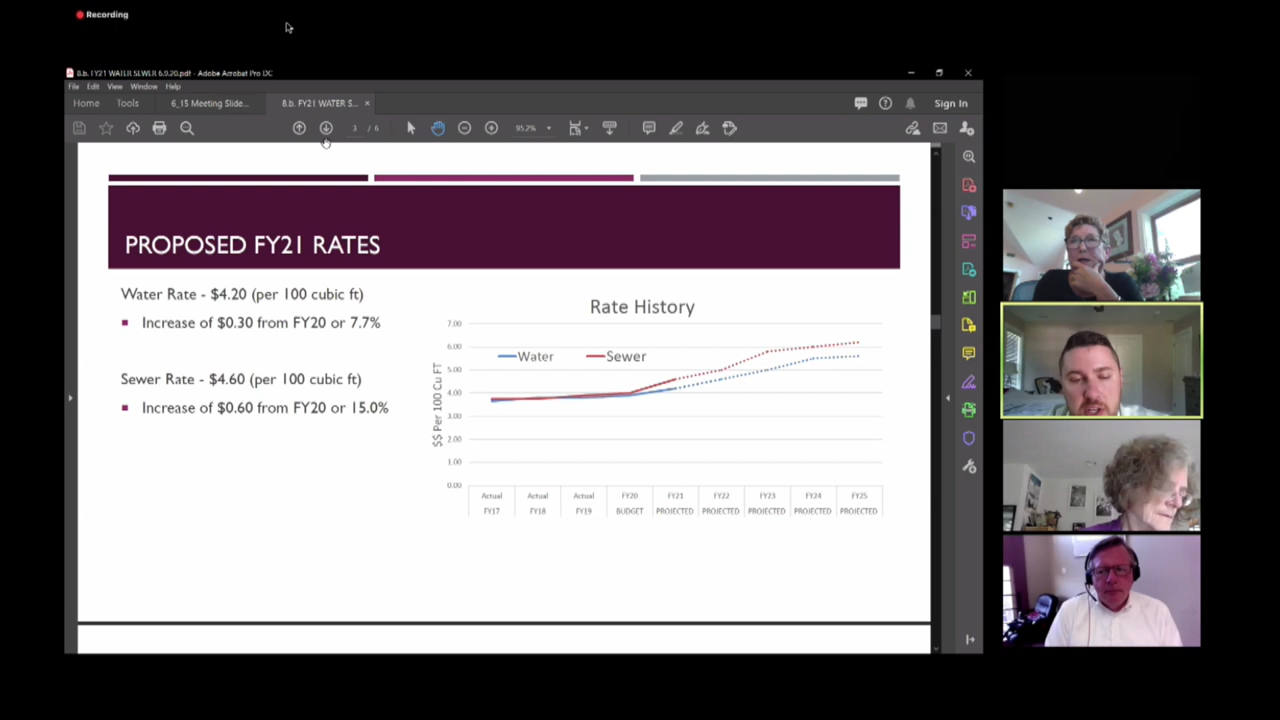 Recording
8.b. FY21 WATER SEWER 6.9.20.pdf - Adobe Acrobat Pro DC
File Edit View Window Help
Home Tools 6_15 Meeting Slide... 8.b. FY21 WATER S... × Sign In
3 / 6 95.2%
PROPOSED FY21 RATES
Water Rate - $4.20 (per 100 cubic ft)
Increase of $0.30 from FY20 or 7.7%
Sewer Rate - $4.60 (per 100 cubic ft)
Increase of $0.60 from FY20 or 15.0%
Rate History
Water Sewer
$$ Per 100 Cu FT
7.00
6.00
5.00
4.00
3.00
2.00
1.00
0.00
Actual Actual Actual FY20 FY21 FY22 FY23 FY24 FY25
FY17 FY18 FY19 BUDGET PROJECTED PROJECTED PROJECTED PROJECTED PROJECTED